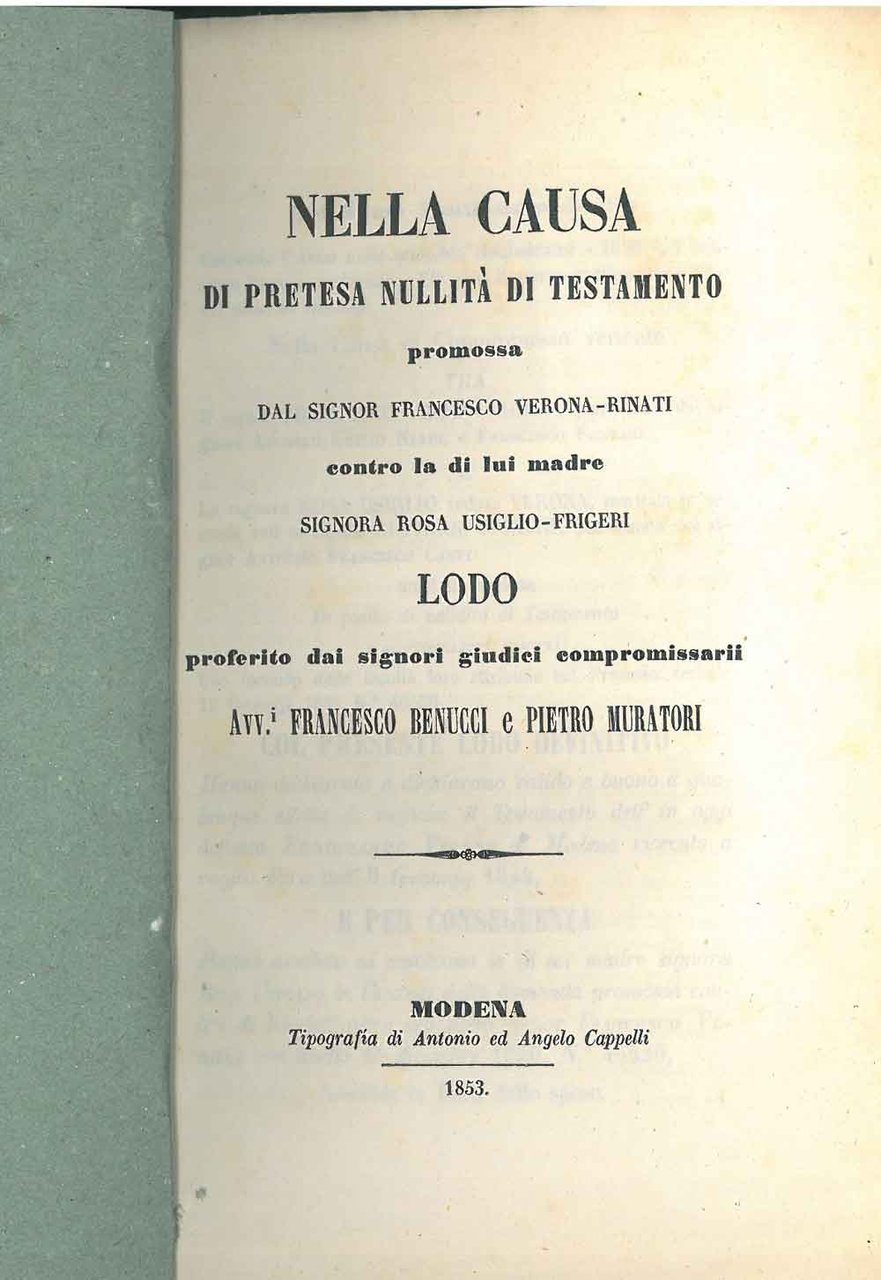 NELLA CAUSA
DI PRETESA NULLITÀ DI TESTAMENTO
promossa
DAL SIGNOR FRANCESCO VERONA-RINATI
contro la di lui madre
SIGNORA ROSA USIGLIO-FRIGERI
LODO
proferito dai signori giudici compromissarii
Avv.i FRANCESCO BENUCCI e PIETRO MURATORI
MODENA
Tipografía di Antonio ed Angelo Cappelli
1853.